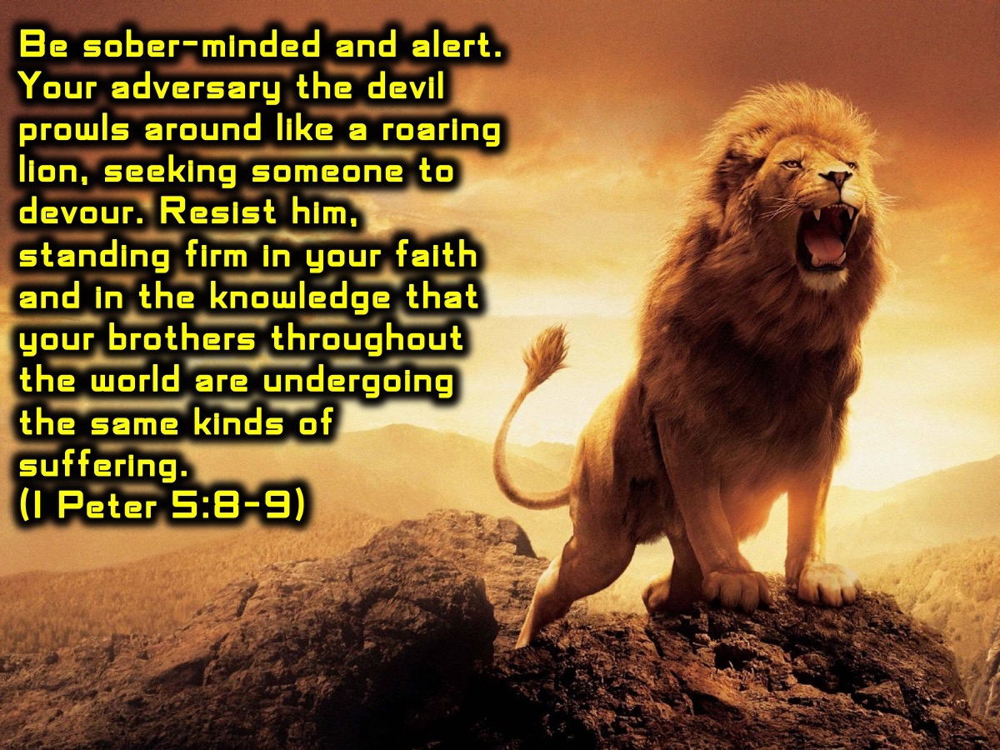 Be sober-minded and alert.
Your adversary the devil
prowls around like a roaring
lion, seeking someone to
devour. Resist him,
standing firm in your faith
and in the knowledge that
your brothers throughout
the world are undergoing
the same kinds of
suffering.
(I Peter 5:8-9)